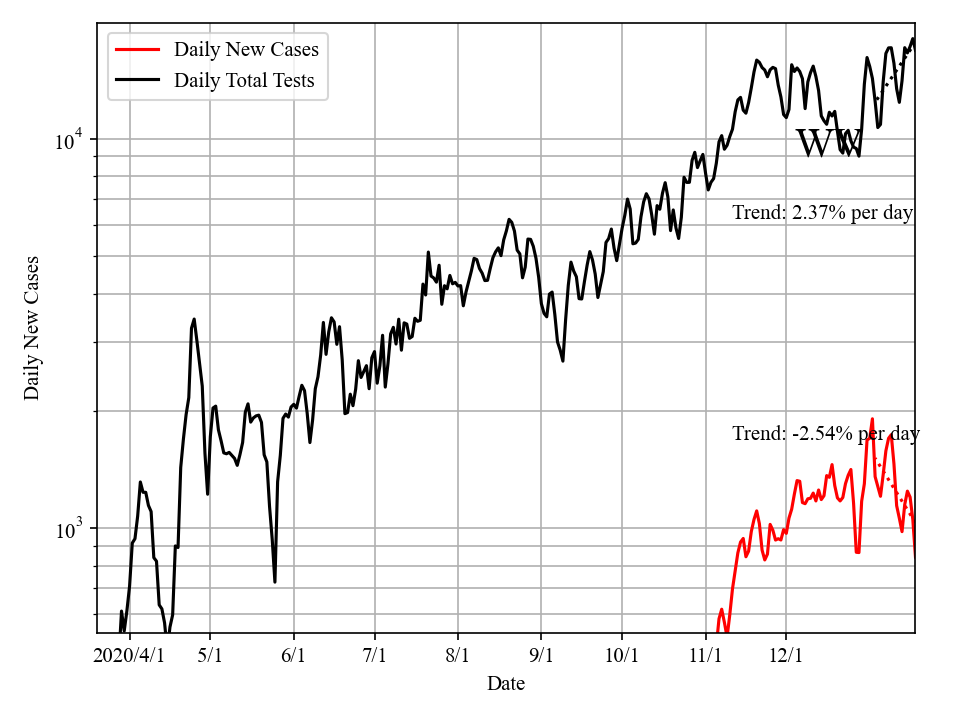 Daily New Cases
Daily Total Tests
10^4
WV
Trend: 2.37% per day
Daily New Cases
Trend: -2.54% per day
10^3
2020/4/1 5/1 6/1 7/1 8/1 9/1 10/1 11/1 12/1
Date